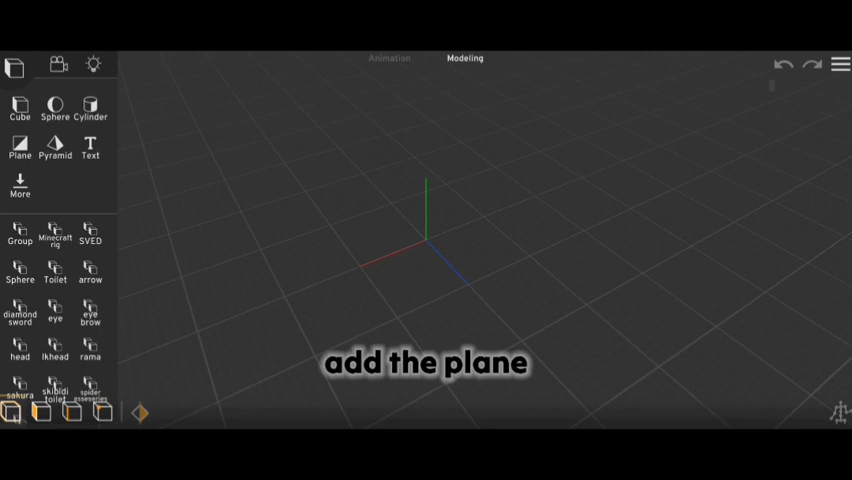 Animation Modeling
Cube Sphere Cylinder
Plane Pyramid Text
More
Group Minecraft rig SVED
Sphere Toilet arrow
diamond sword eye eye brow
head lkhead rama
sakura skibidi toilet spider esseseries
add the plane